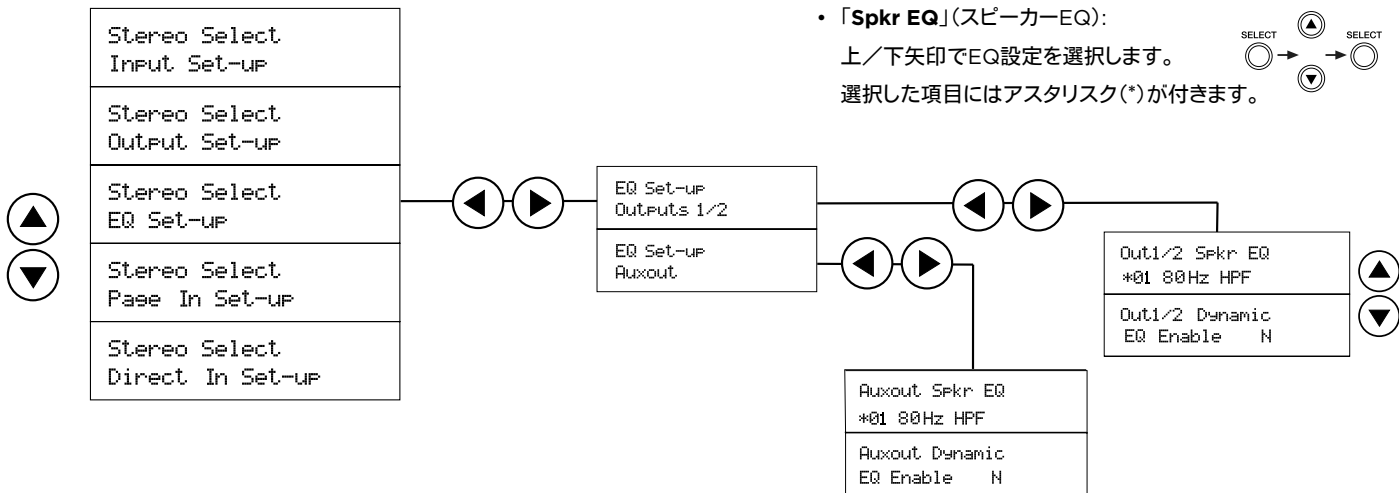 • 「Spkr EQ」（スピーカーEQ）：
上／下矢印でEQ設定を選択します。
選択した項目にはアスタリスク（*）が付きます。
SELECT
SELECT
Stereo Select
Input Set-up
Stereo Select
Output Set-up
Stereo Select
EQ Set-up
Stereo Select
Page In Set-up
Stereo Select
Direct In Set-up
EQ Set-up
Outputs 1/2
EQ Set-up
Auxout
Out1/2 Spkr EQ
*01 80Hz HPF
Out1/2 Dynamic
EQ Enable N
Auxout Spkr EQ
*01 80Hz HPF
Auxout Dynamic
EQ Enable N